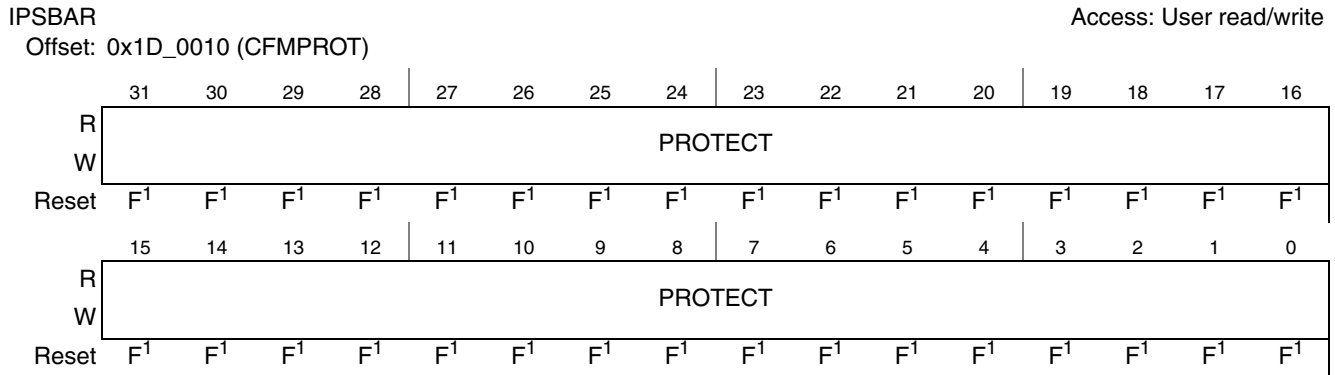 IPSBAR Access: User read/write
Offset: 0x1D_0010 (CFMPROT)
31 30 29 28 27 26 25 24 23 22 21 20 19 18 17 16
R
PROTECT
W
Reset F1 F1 F1 F1 F1 F1 F1 F1 F1 F1 F1 F1 F1 F1 F1 F1
15 14 13 12 11 10 9 8 7 6 5 4 3 2 1 0
R
PROTECT
W
Reset F1 F1 F1 F1 F1 F1 F1 F1 F1 F1 F1 F1 F1 F1 F1 F1